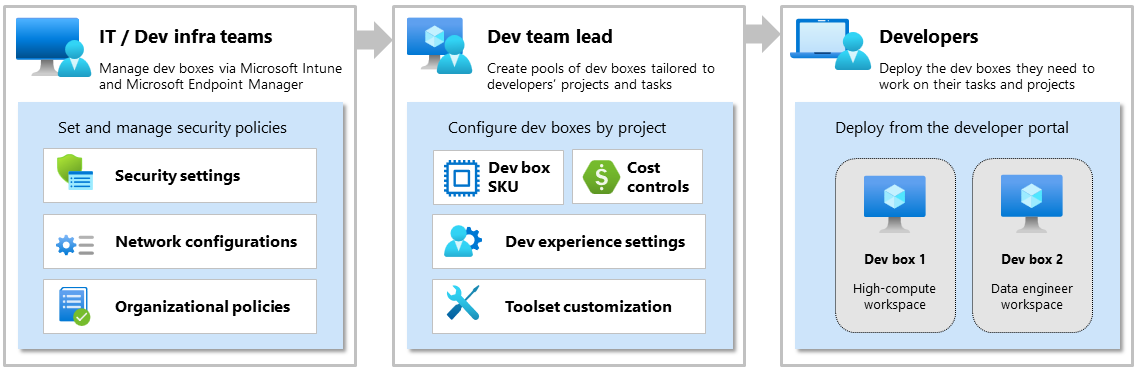 IT / Dev infra teams
Manage dev boxes via Microsoft Intune
and Microsoft Endpoint Manager
Set and manage security policies
Security settings
Network configurations
Organizational policies
Dev team lead
Create pools of dev boxes tailored to
developers' projects and tasks
Configure dev boxes by project
Dev box
SKU
Cost
controls
Dev experience settings
Toolset customization
Developers
Deploy the dev boxes they need to
work on their tasks and projects
Deploy from the developer portal
Dev box 1
High-compute
workspace
Dev box 2
Data engineer
workspace